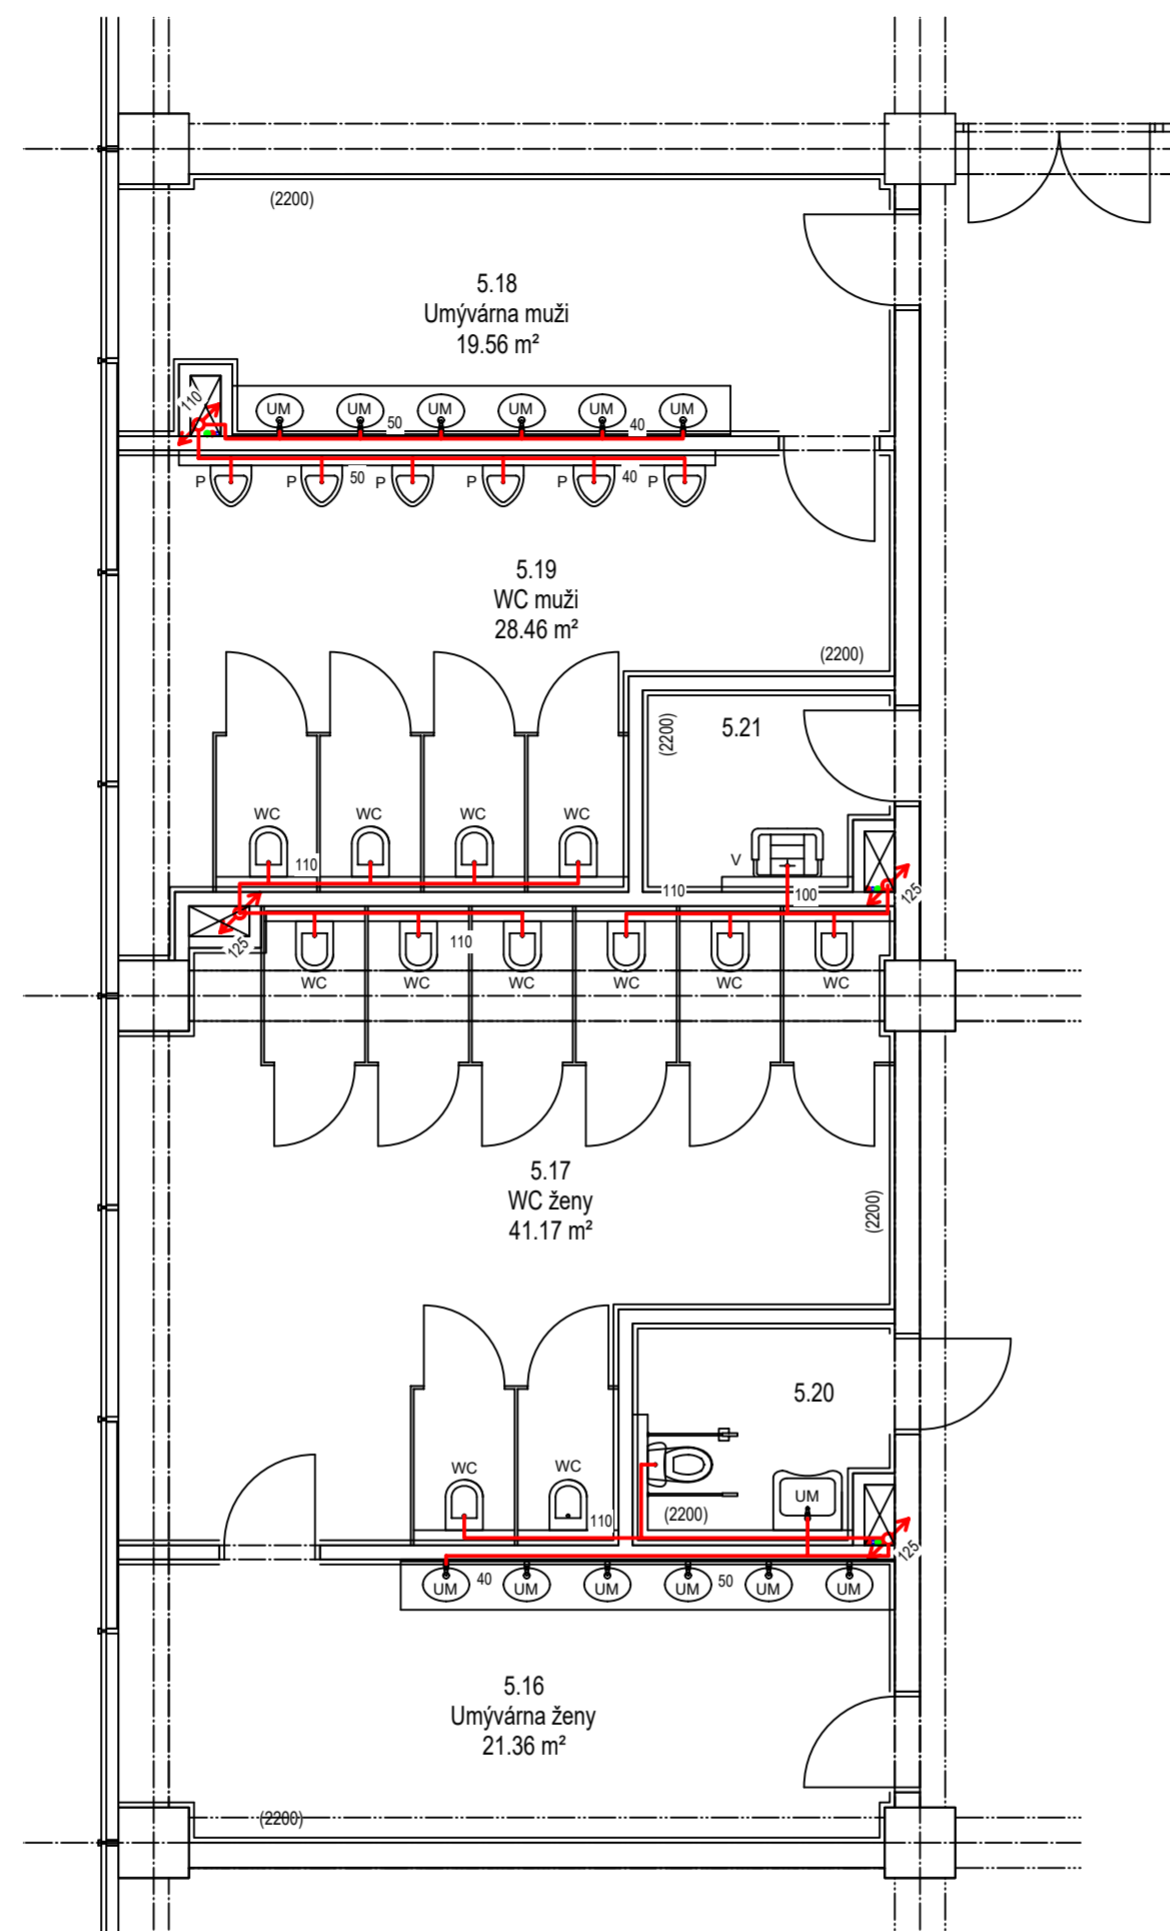 (2200)
5.18
Umývárna muži
19.56 m²
110
UM UM UM UM UM UM
50 40
P P P P P P
50 40
5.19
WC muži
28.46 m²
(2200)
(2200)
5.21
WC WC WC WC
V
110
110 100
125
125
110
WC WC WC WC WC WC
5.17
WC ženy
41.17 m²
(2200)
5.20
WC WC
UM
110
(2200)
125
40 50
UM UM UM UM UM UM
5.16
Umývárna ženy
21.36 m²
(2200)